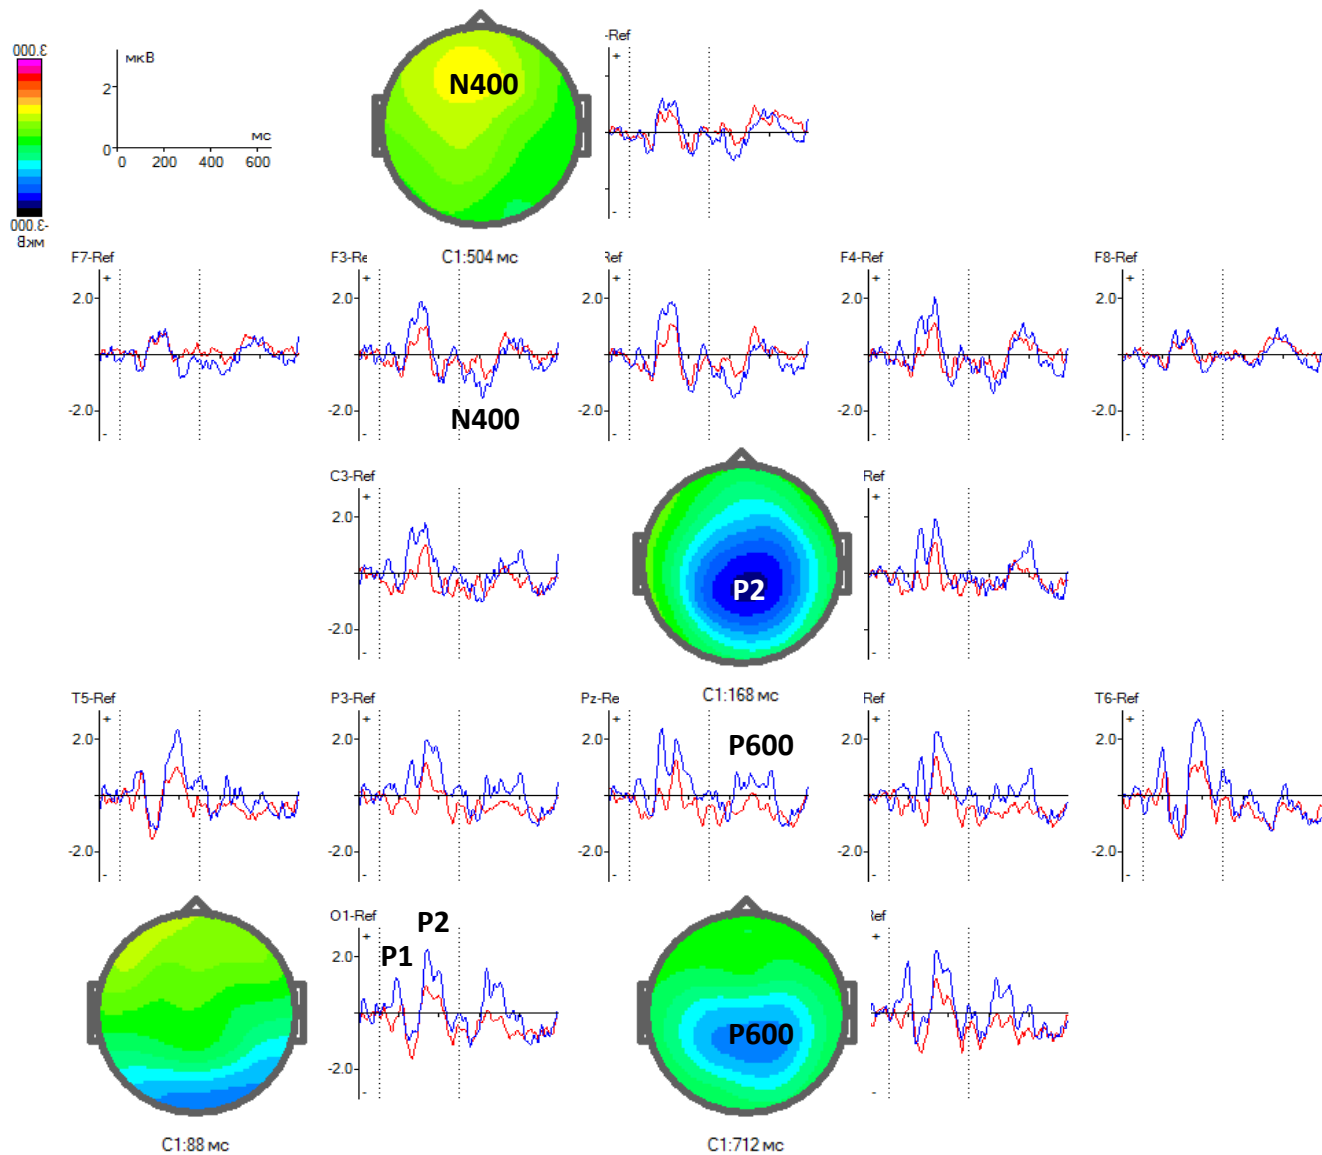 3.000
-3.000
мкВ
мкВ
2
0
мс
0 200 400 600
N400
C1:504 мс
-Ref
+
-
F7-Ref
+
2.0
-2.0
-
F3-Re
+
2.0
-2.0
-
N400
Ref
+
2.0
-2.0
-
F4-Ref
+
2.0
-2.0
-
F8-Ref
+
2.0
-2.0
-
C3-Ref
+
2.0
-2.0
-
P2
C1:168 мс
Ref
+
2.0
-2.0
-
T5-Ref
+
2.0
-2.0
-
P3-Ref
+
2.0
-2.0
-
Pz-Re
+
2.0
-2.0
-
P600
Ref
+
2.0
-2.0
-
T6-Ref
+
2.0
-2.0
-
C1:88 мс
O1-Ref
+
2.0
-2.0
-
P1
P2
P600
C1:712 мс
Ref
+
-